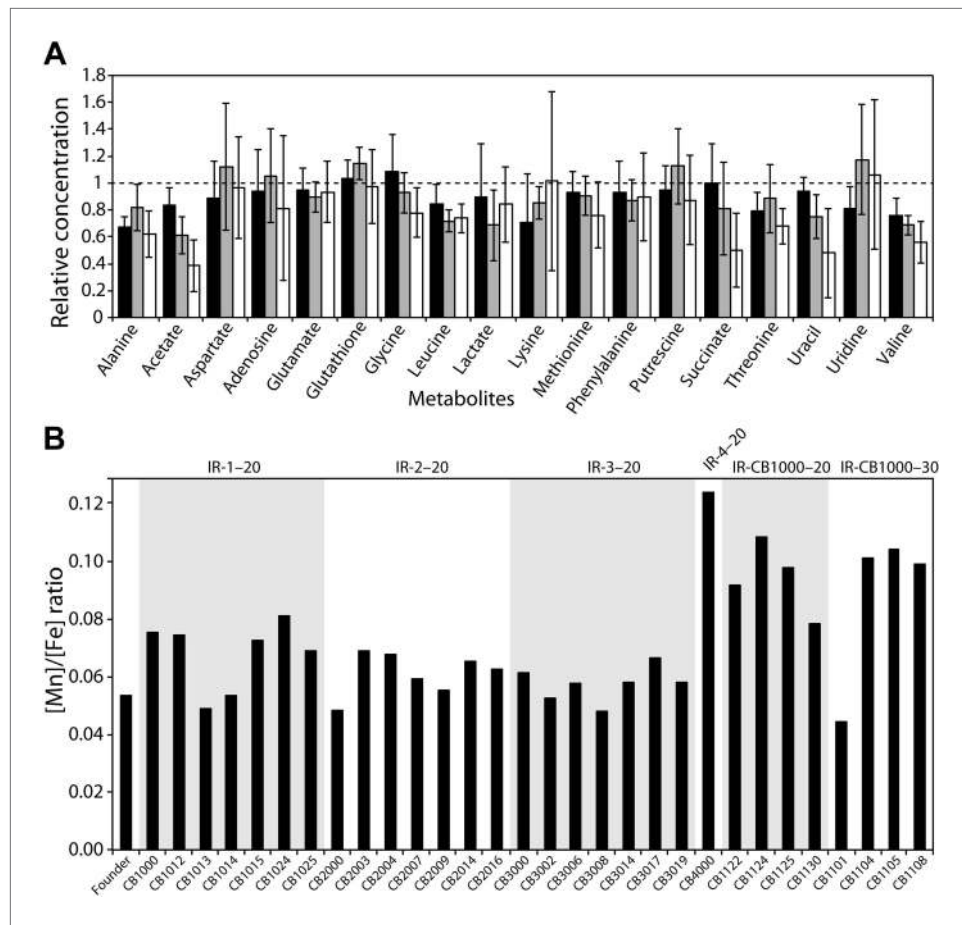 A
1.8
1.6
1.4
1.2
1
0.8
0.6
0.4
0.2
0
Relative concentration
Alanine
Acetate
Aspartate
Adenosine
Glutamate
Glutathione
Glycine
Leucine
Lactate
Lysine
Methionine
Phenylalanine
Putrescine
Succinate
Threonine
Uracil
Uridine
Valine
Metabolites
B
IR-1–20
IR-2–20
IR-3–20
IR-4–20
IR-CB1000–20
IR-CB1000–30
0.12
0.10
0.08
0.06
0.04
0.02
0.00
[Mn]/[Fe] ratio
Founder
CB1000
CB1012
CB1013
CB1014
CB1015
CB1024
CB1025
CB2000
CB2003
CB2004
CB2007
CB2009
CB2014
CB2016
CB3000
CB3002
CB3006
CB3008
CB3014
CB3017
CB3019
CB4000
CB1122
CB1124
CB1125
CB1130
CB1101
CB1104
CB1105
CB1108